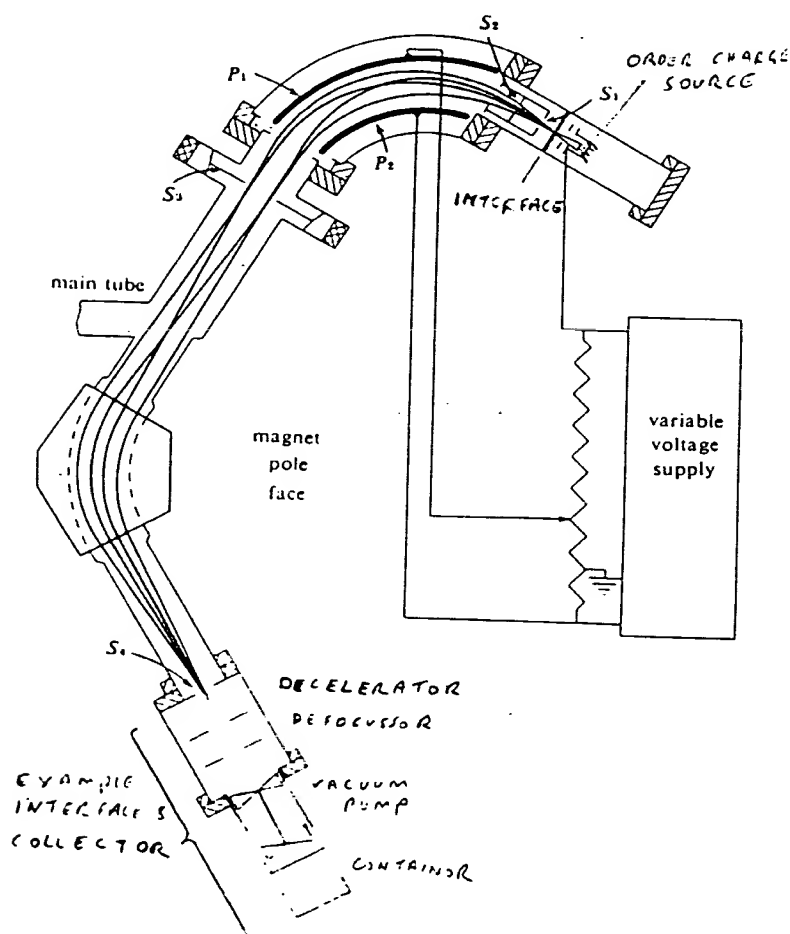 S₂
ORDER CHARGE
SOURCE
P₁
S₁
P₂
S₃
INTERFACE
main tube
magnet
pole
face
variable
voltage
supply
S₄
DECELERATOR
DEFOCUSSOR
VACUUM
PUMP
EXAMPLE
INTERFACE &
COLLECTOR
CONTAINOR